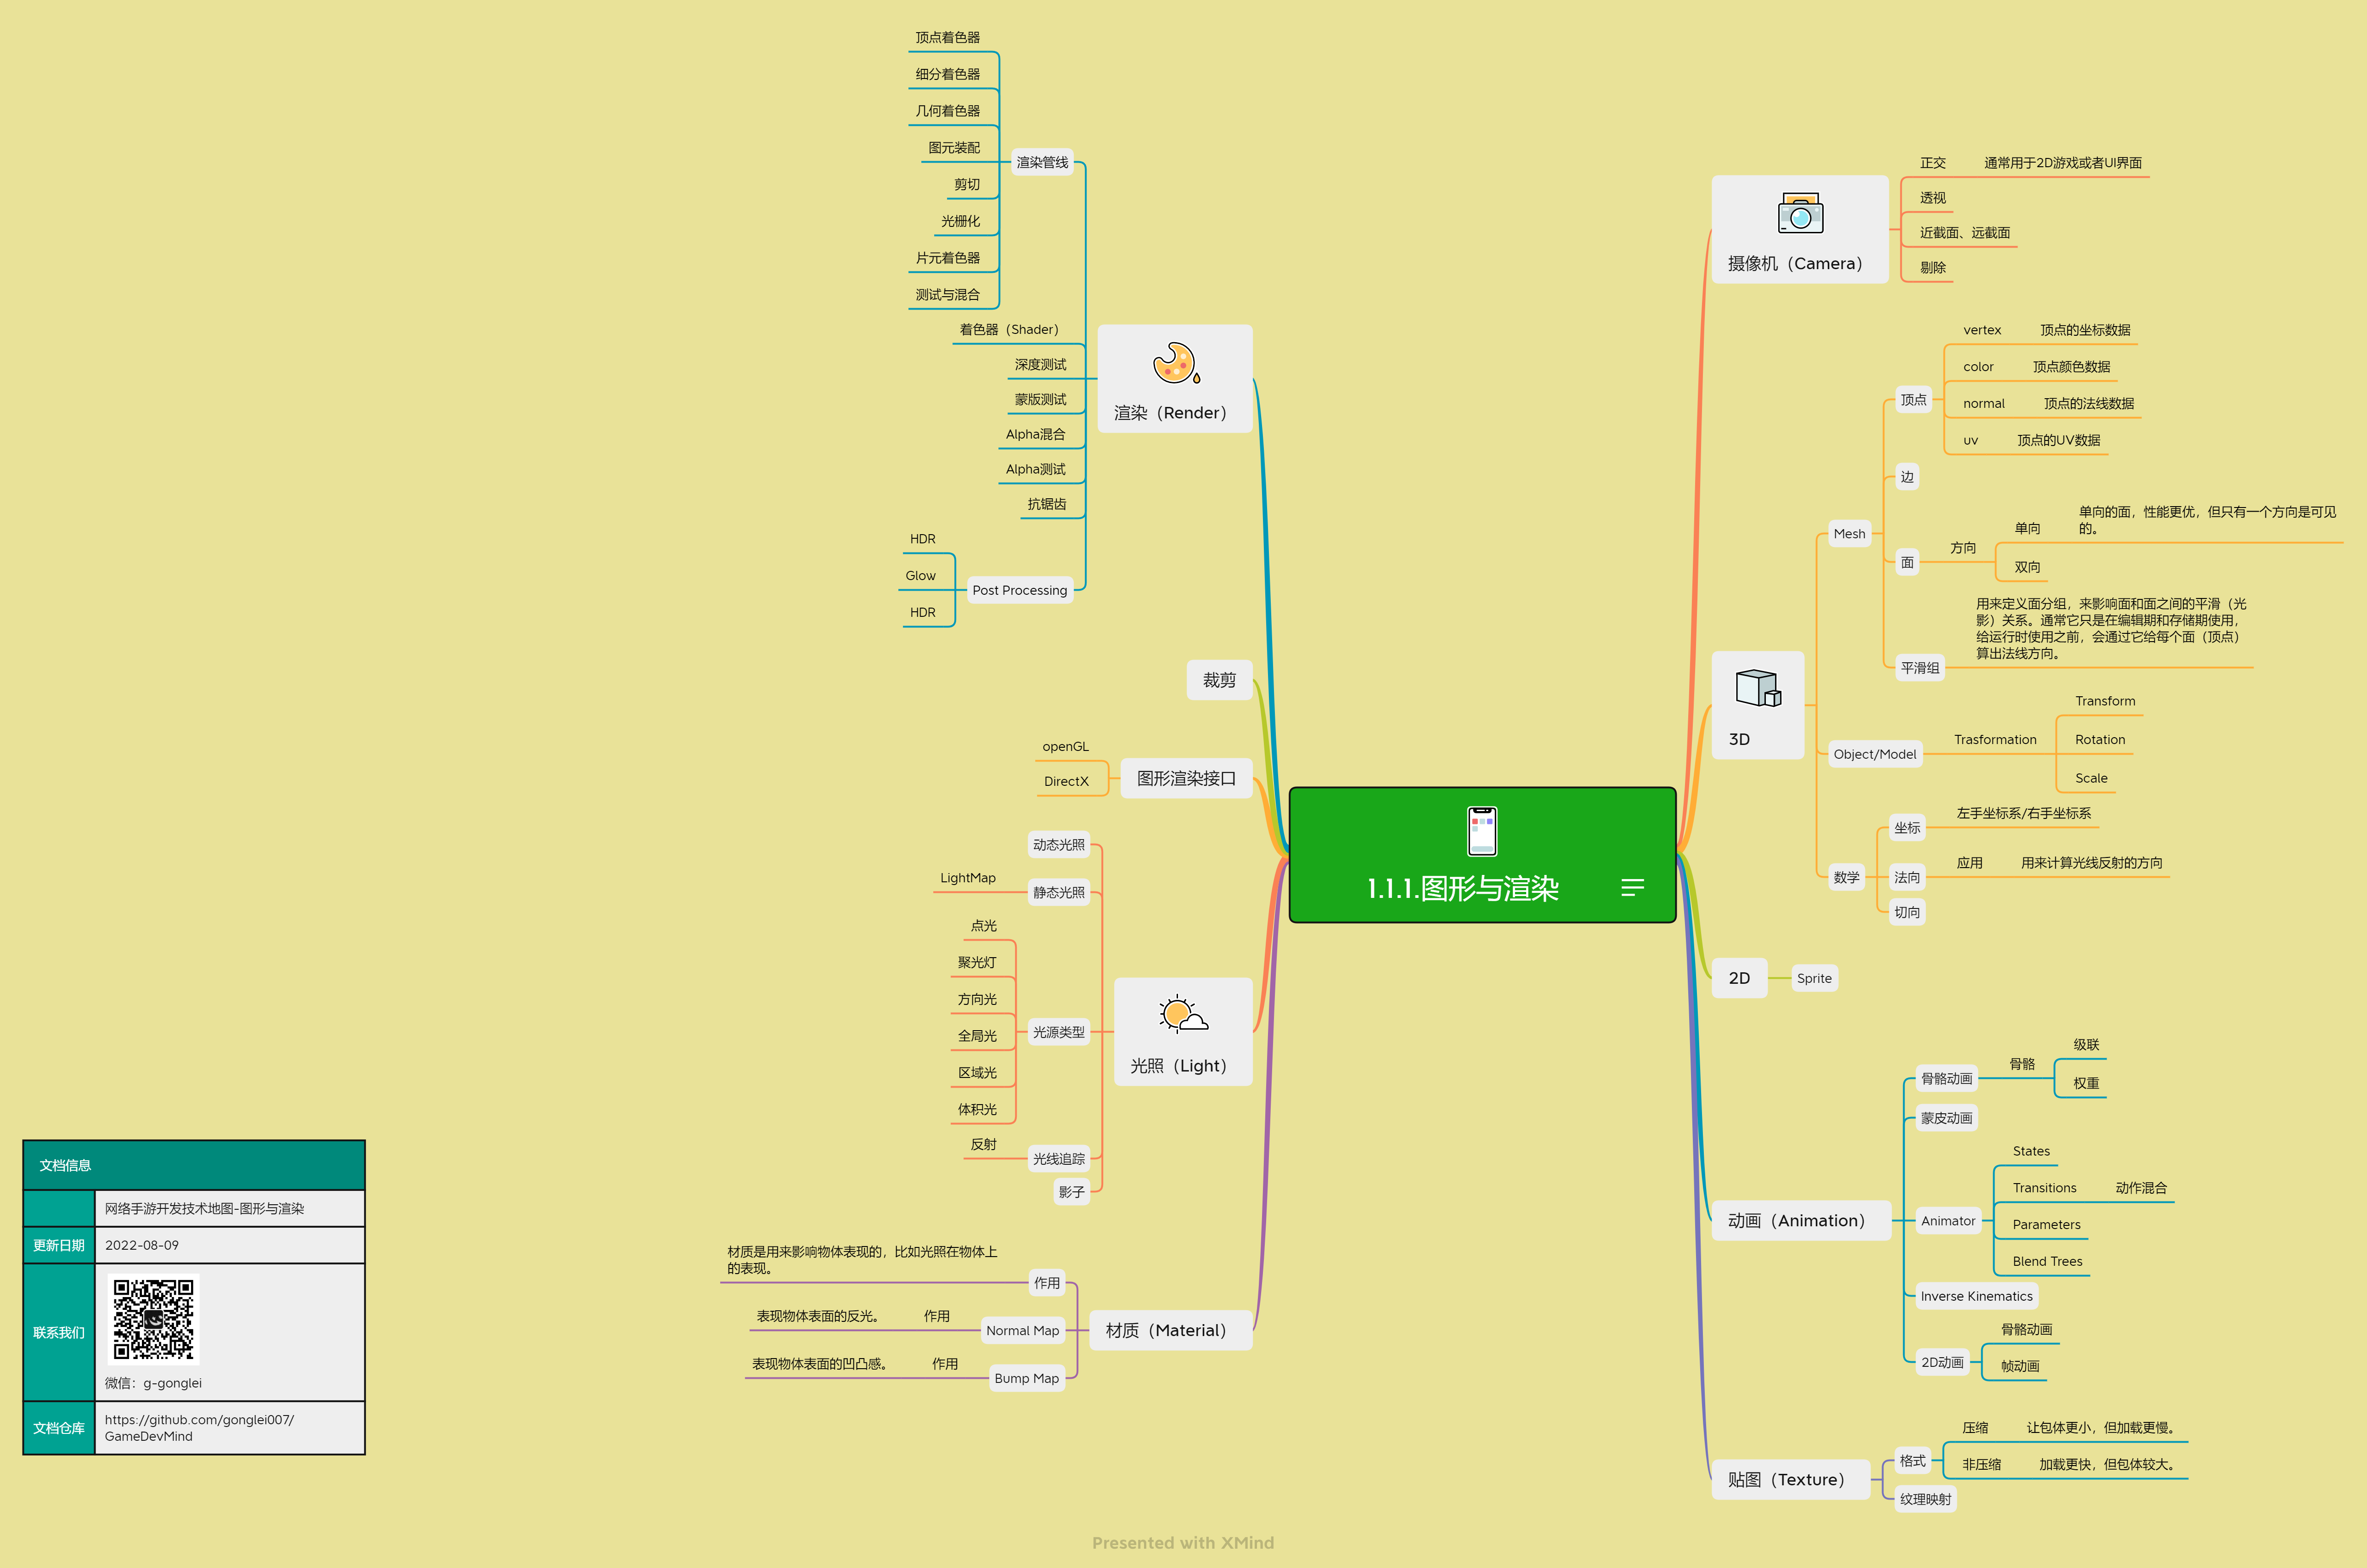 1.1.1.图形与渲染
摄像机（Camera）
正交
通常用于2D游戏或者UI界面
透视
近截面、远截面
剔除
3D
Mesh
顶点
vertex
顶点的坐标数据
color
顶点颜色数据
normal
顶点的法线数据
uv
顶点的UV数据
边
面
方向
单向
单向的面，性能更优，但只有一个方向是可见
的。
双向
平滑组
用来定义面分组，来影响面和面之间的平滑（光
影）关系。通常它只是在编辑期和存储期使用，
给运行时使用之前，会通过它给每个面（顶点）
算出法线方向。
Object/Model
Trasformation
Transform
Rotation
Scale
数学
坐标
左手坐标系/右手坐标系
法向
应用
用来计算光线反射的方向
切向
2D
Sprite
动画（Animation）
骨骼动画
骨骼
级联
权重
蒙皮动画
Animator
States
Transitions
动作混合
Parameters
Blend Trees
Inverse Kinematics
2D动画
骨骼动画
帧动画
贴图（Texture）
格式
压缩
让包体更小，但加载更慢。
非压缩
加载更快，但包体较大。
纹理映射
渲染（Render）
渲染管线
顶点着色器
细分着色器
几何着色器
图元装配
剪切
光栅化
片元着色器
测试与混合
着色器（Shader）
深度测试
蒙版测试
Alpha混合
Alpha测试
抗锯齿
Post Processing
HDR
Glow
HDR
裁剪
图形渲染接口
openGL
DirectX
光照（Light）
动态光照
静态光照
LightMap
光源类型
点光
聚光灯
方向光
全局光
区域光
体积光
光线追踪
反射
影子
材质（Material）
作用
材质是用来影响物体表现的，比如光照在物体上
的表现。
Normal Map
作用
表现物体表面的反光。
Bump Map
作用
表现物体表面的凹凸感。
文档信息
网络手游开发技术地图-图形与渲染
更新日期
2022-08-09
联系我们
微信：g-gonglei
文档仓库
https://github.com/gonglei007/
GameDevMind
Presented with XMind